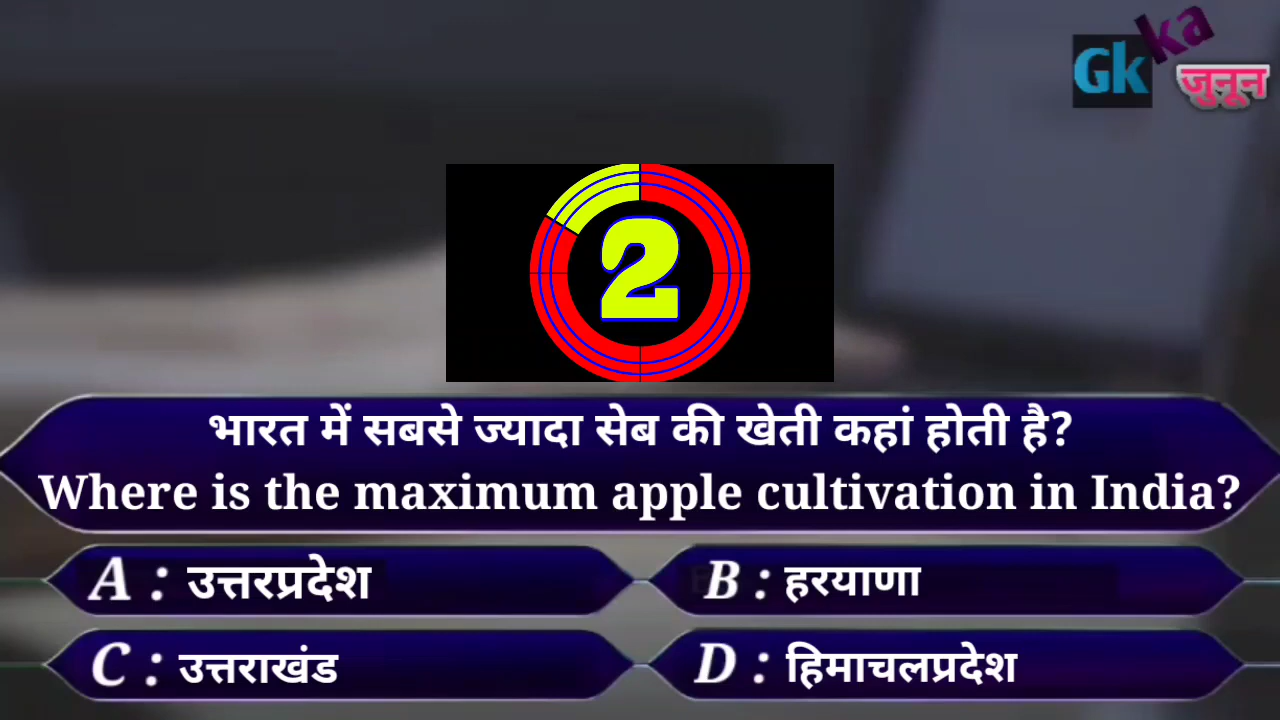 Gk ka
जुनून
2
भारत में सबसे ज्यादा सेब की खेती कहां होती है?
Where is the maximum apple cultivation in India?
A : उत्तरप्रदेश
B : हरयाणा
C : उत्तराखंड
D : हिमाचलप्रदेश